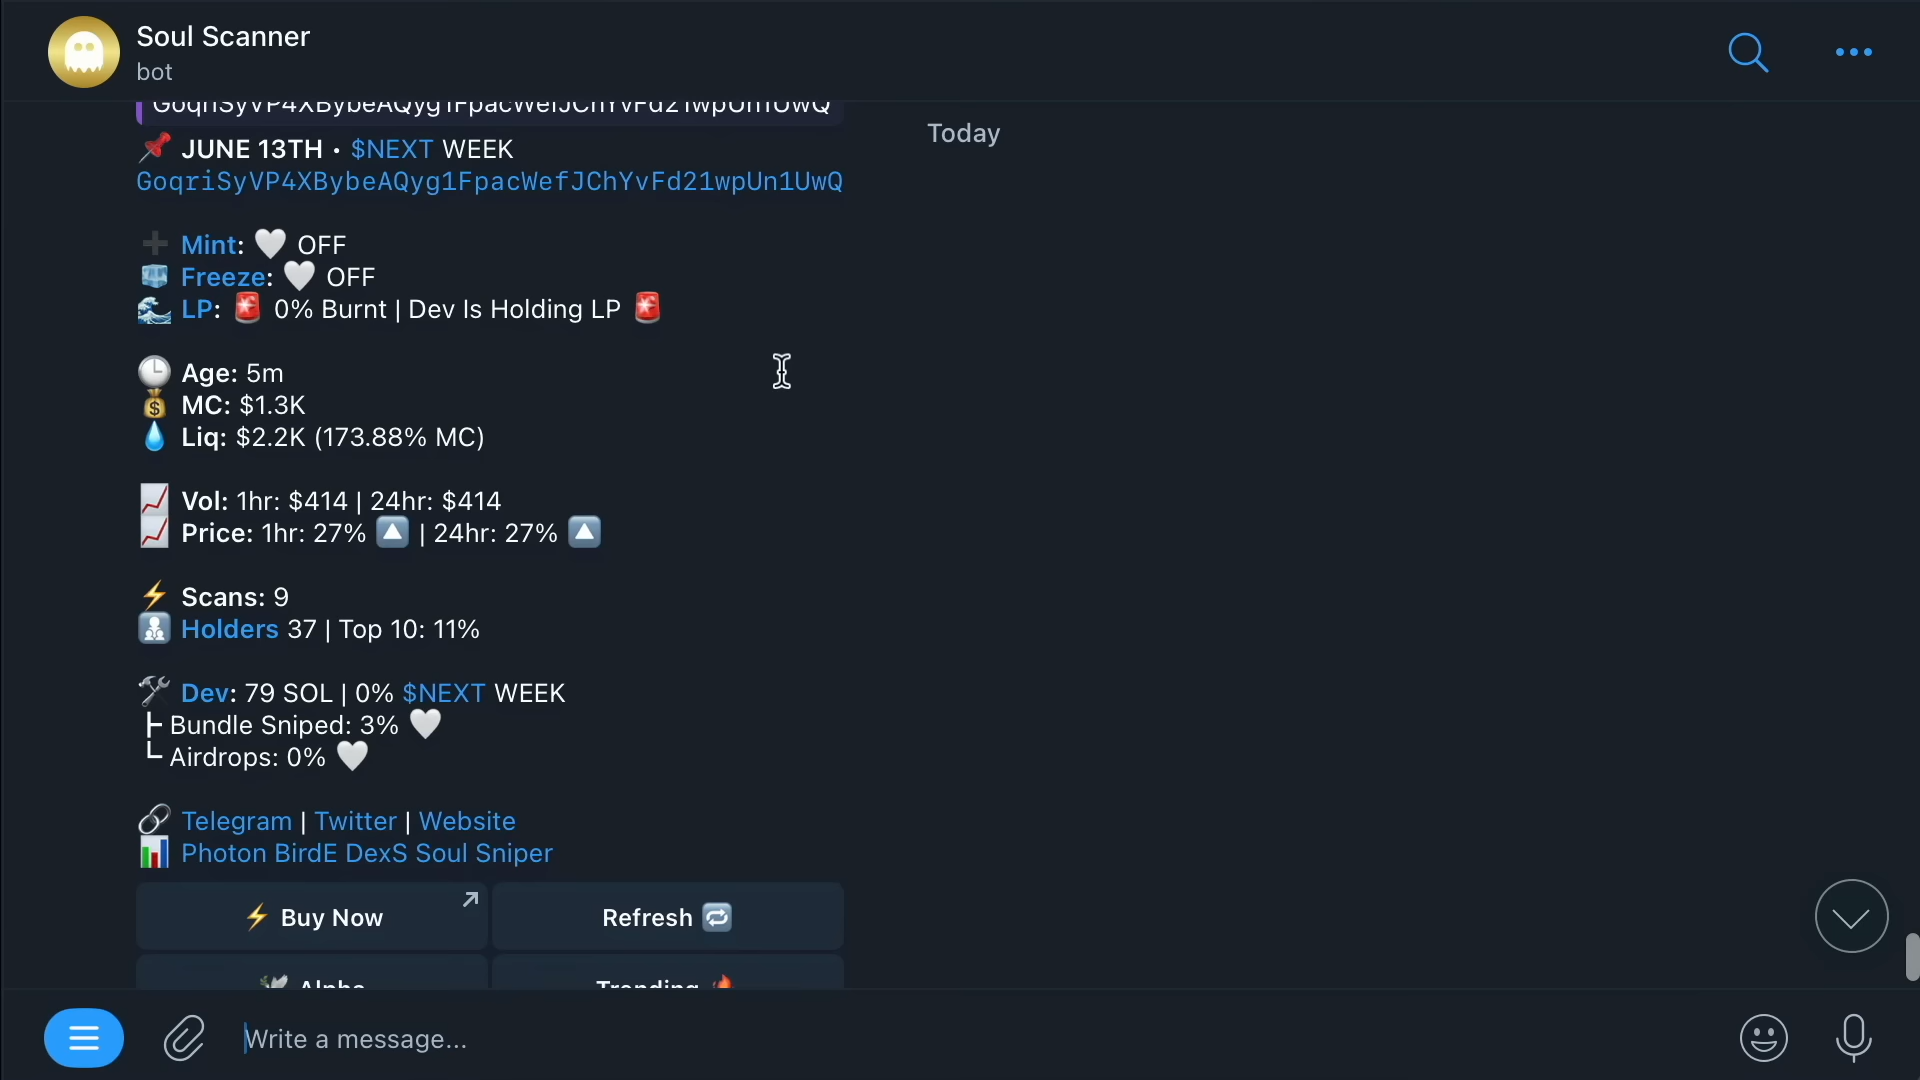 Soul Scanner
bot
GoqriSyVP4XBybeAQyg1FpacWefJChYvFd21wpUn1UwQ
Today
JUNE 13TH • $NEXT WEEK
GoqriSyVP4XBybeAQyg1FpacWefJChYvFd21wpUn1UwQ
Mint: OFF
Freeze: OFF
LP: 0% Burnt | Dev Is Holding LP
Age: 5m
MC: $1.3K
Liq: $2.2K (173.88% MC)
Vol: 1hr: $414 | 24hr: $414
Price: 1hr: 27% | 24hr: 27%
Scans: 9
Holders 37 | Top 10: 11%
Dev: 79 SOL | 0% $NEXT WEEK
├ Bundle Sniped: 3%
└ Airdrops: 0%
Telegram | Twitter | Website
Photon BirdE DexS Soul Sniper
Buy Now
Refresh
Alpha
Trending
Write a message...